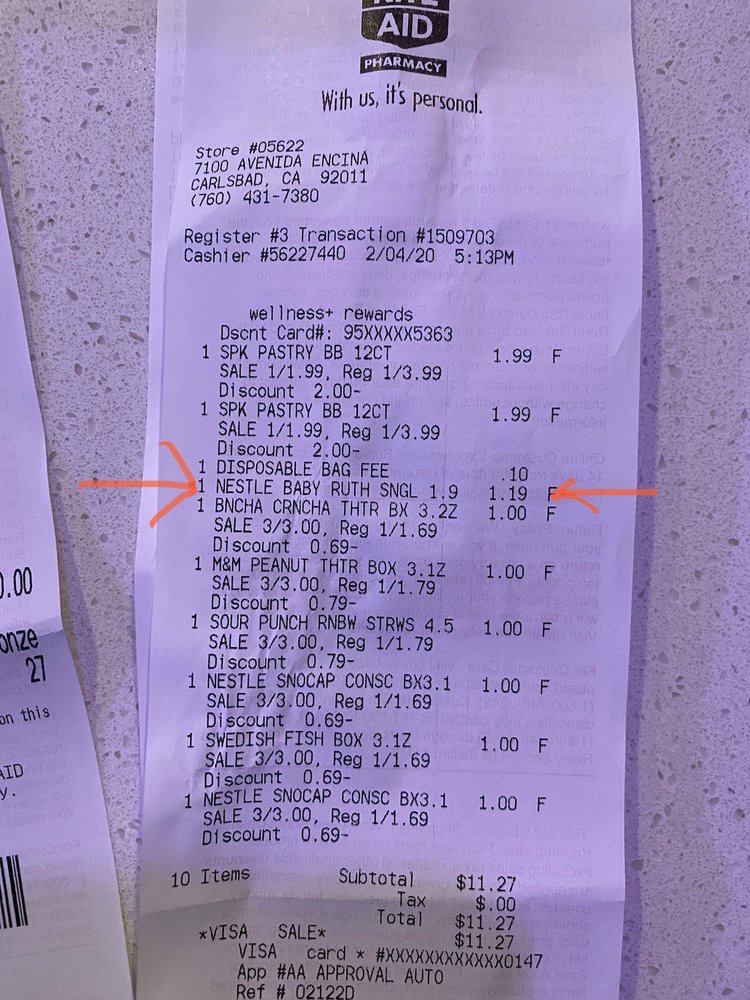 AID
PHARMACY
With us, it's personal.
Store #05622
7100 AVENIDA ENCINA
CARLSBAD, CA 92011
(760) 431-7380
Register #3 Transaction #1509703
Cashier #56227440 2/04/20 5:13PM
wellness+ rewards
Dscnt Card#: 95XXXXX5363
1 SPK PASTRY BB 12CT 1.99 F
SALE 1/1.99, Reg 1/3.99
Discount 2.00-
1 SPK PASTRY BB 12CT 1.99 F
SALE 1/1.99, Reg 1/3.99
Discount 2.00-
1 DISPOSABLE BAG FEE .10
1 NESTLE BABY RUTH SNGL 1.9 1.19 F
1 BNCHA CRNCHA THTR BX 3.2Z 1.00 F
SALE 3/3.00, Reg 1/1.69
Discount 0.69-
1 M&M PEANUT THTR BOX 3.1Z 1.00 F
SALE 3/3.00, Reg 1/1.79
Discount 0.79-
1 SOUR PUNCH RNBW STRWS 4.5 1.00 F
SALE 3/3.00, Reg 1/1.79
Discount 0.79-
1 NESTLE SNOCAP CONSC BX3.1 1.00 F
SALE 3/3.00, Reg 1/1.69
Discount 0.69-
1 SWEDISH FISH BOX 3.1Z 1.00 F
SALE 3/3.00, Reg 1/1.69
Discount 0.69-
1 NESTLE SNOCAP CONSC BX3.1 1.00 F
SALE 3/3.00, Reg 1/1.69
Discount 0.69-
10 Items Subtotal $11.27
Tax $.00
Total $11.27
*VISA SALE* $11.27
VISA card * #XXXXXXXXXXXX0147
App #AA APPROVAL AUTO
Ref # 02122D
0.00
onze
27
on this
AID
y.